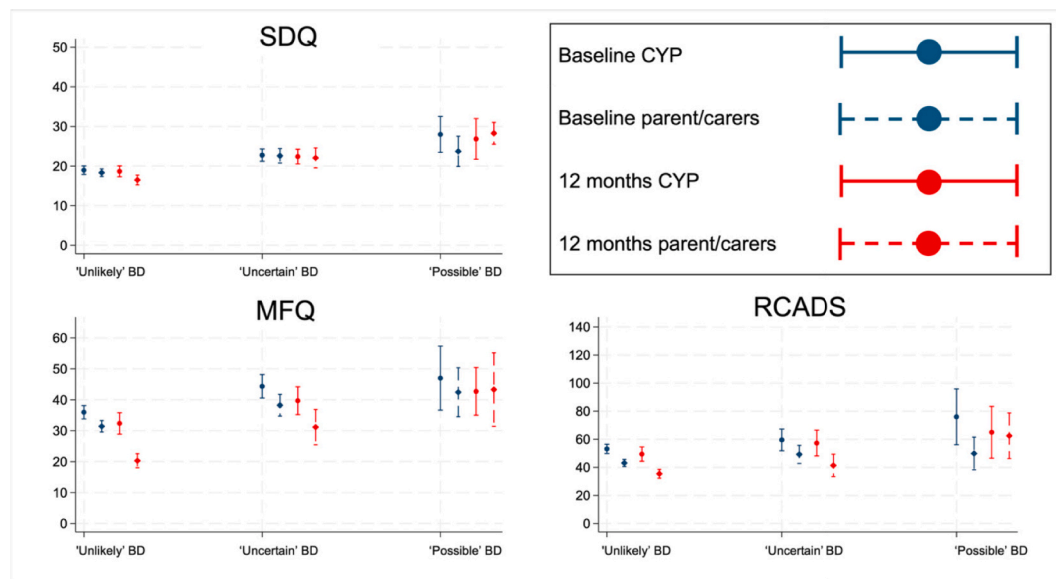 SDQ
50
40
30
20
10
0
'Unlikely' BD
'Uncertain' BD
'Possible' BD
Baseline CYP
Baseline parent/carers
12 months CYP
12 months parent/carers
MFQ
60
50
40
30
20
10
0
'Unlikely' BD
'Uncertain' BD
'Possible' BD
RCADS
140
120
100
80
60
40
20
0
'Unlikely' BD
'Uncertain' BD
'Possible' BD